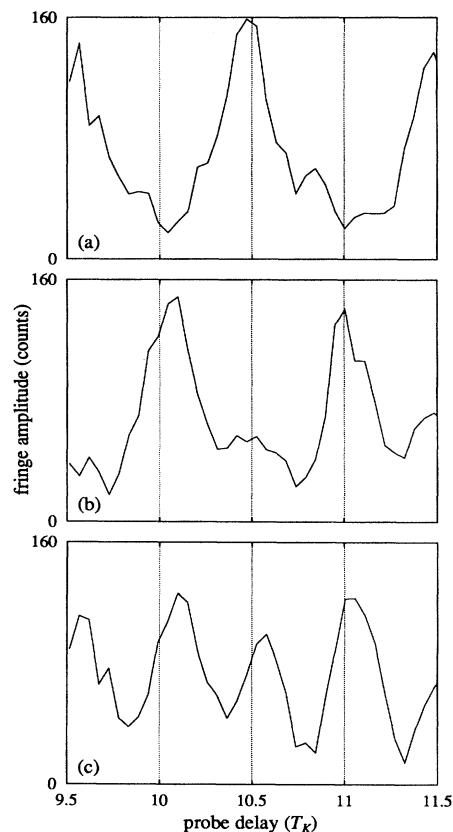 160
(a)
0
160
(b)
0
160
(c)
0
fringe amplitude (counts)
9.5 10 10.5 11 11.5
probe delay (T_K)